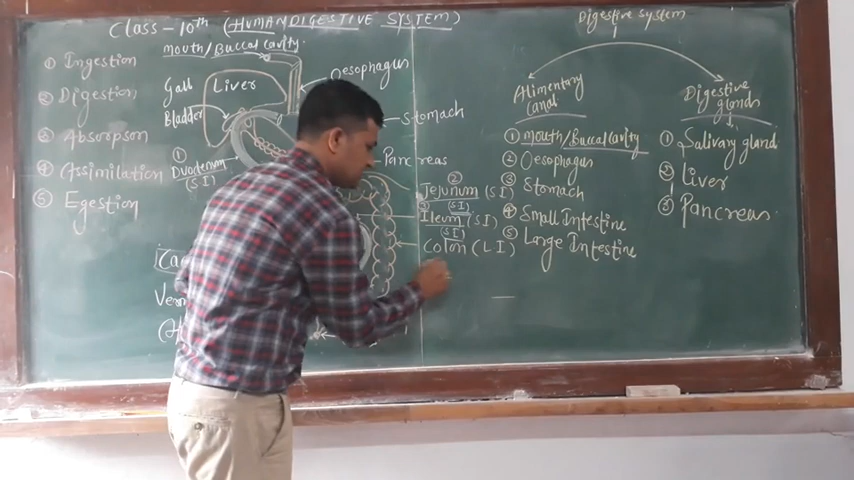 Class - 10th (HUMAN DIGESTIVE SYSTEM)
mouth/Buccal cavity
① Ingestion
② Digestion
③ Absorpson
④ Assimilation
⑤ Egestion
Gall
Bladder
Liver
Oesophagus
Stomach
Pancreas
①
Duodenum
(SI)
②
Jejunum (SI)
(SI)
③
Ileum (SI)
(SI)
Colon (LI)
Digestive system
Alimentary
canal
① mouth/Buccal cavity
② Oesophagus
③ Stomach
④ Small Intestine
⑤ Large Intestine
Digestive
glands
① Salivary gland
② Liver
③ Pancreas